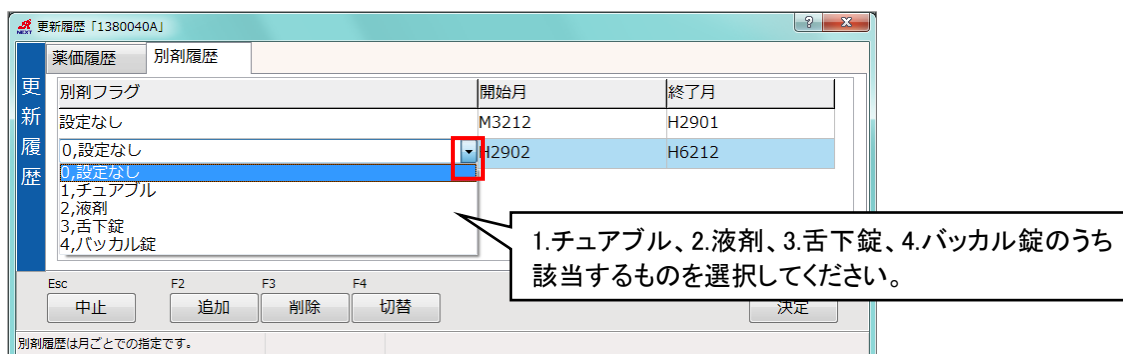 NEXT 更新履歴「1380040A」
薬価履歴 別剤履歴
更新履歴
別剤フラグ 開始月 終了月
設定なし M3212 H2901
0,設定なし H2902 H6212
0,設定なし
1,チュアブル
2,液剤
3,舌下錠
4,バッカル錠
1.チュアブル、2.液剤、3.舌下錠、4.バッカル錠のうち
該当するものを選択してください。
Esc F2 F3 F4
中止 追加 削除 切替 決定
別剤履歴は月ごとでの指定です。